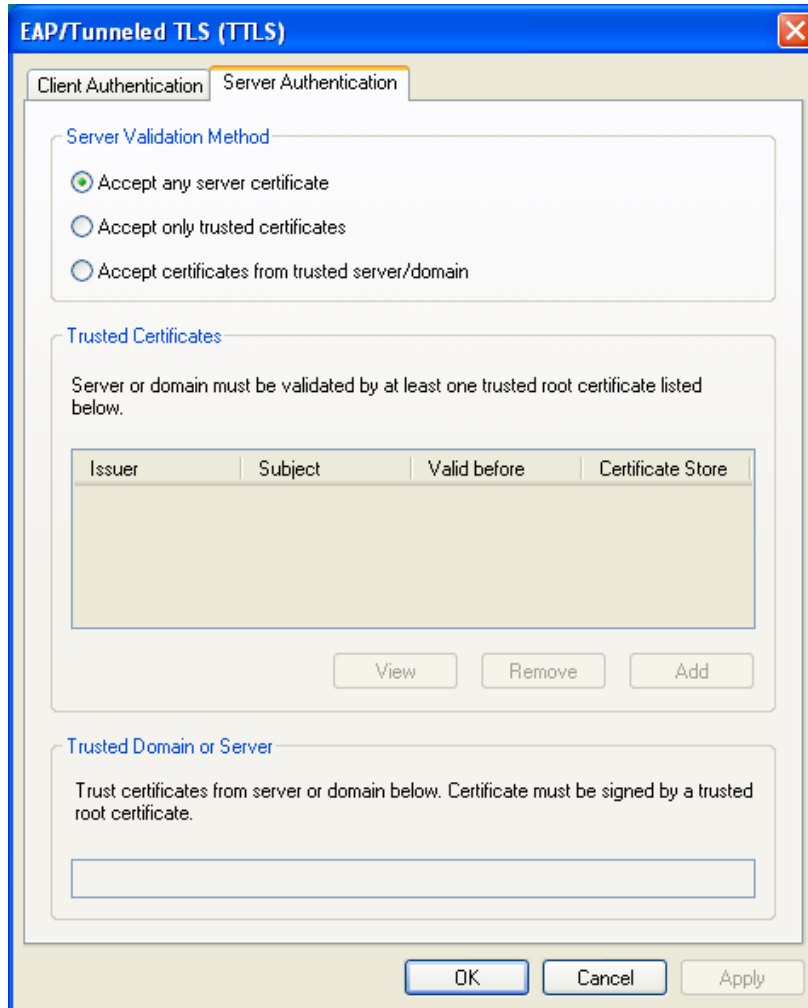 EAP/Tunneled TLS (TTLS)
Client Authentication
Server Authentication
Server Validation Method
Accept any server certificate
Accept only trusted certificates
Accept certificates from trusted server/domain
Trusted Certificates
Server or domain must be validated by at least one trusted root certificate listed
below.
Issuer Subject Valid before Certificate Store
View Remove Add
Trusted Domain or Server
Trust certificates from server or domain below. Certificate must be signed by a trusted
root certificate.
OK Cancel Apply